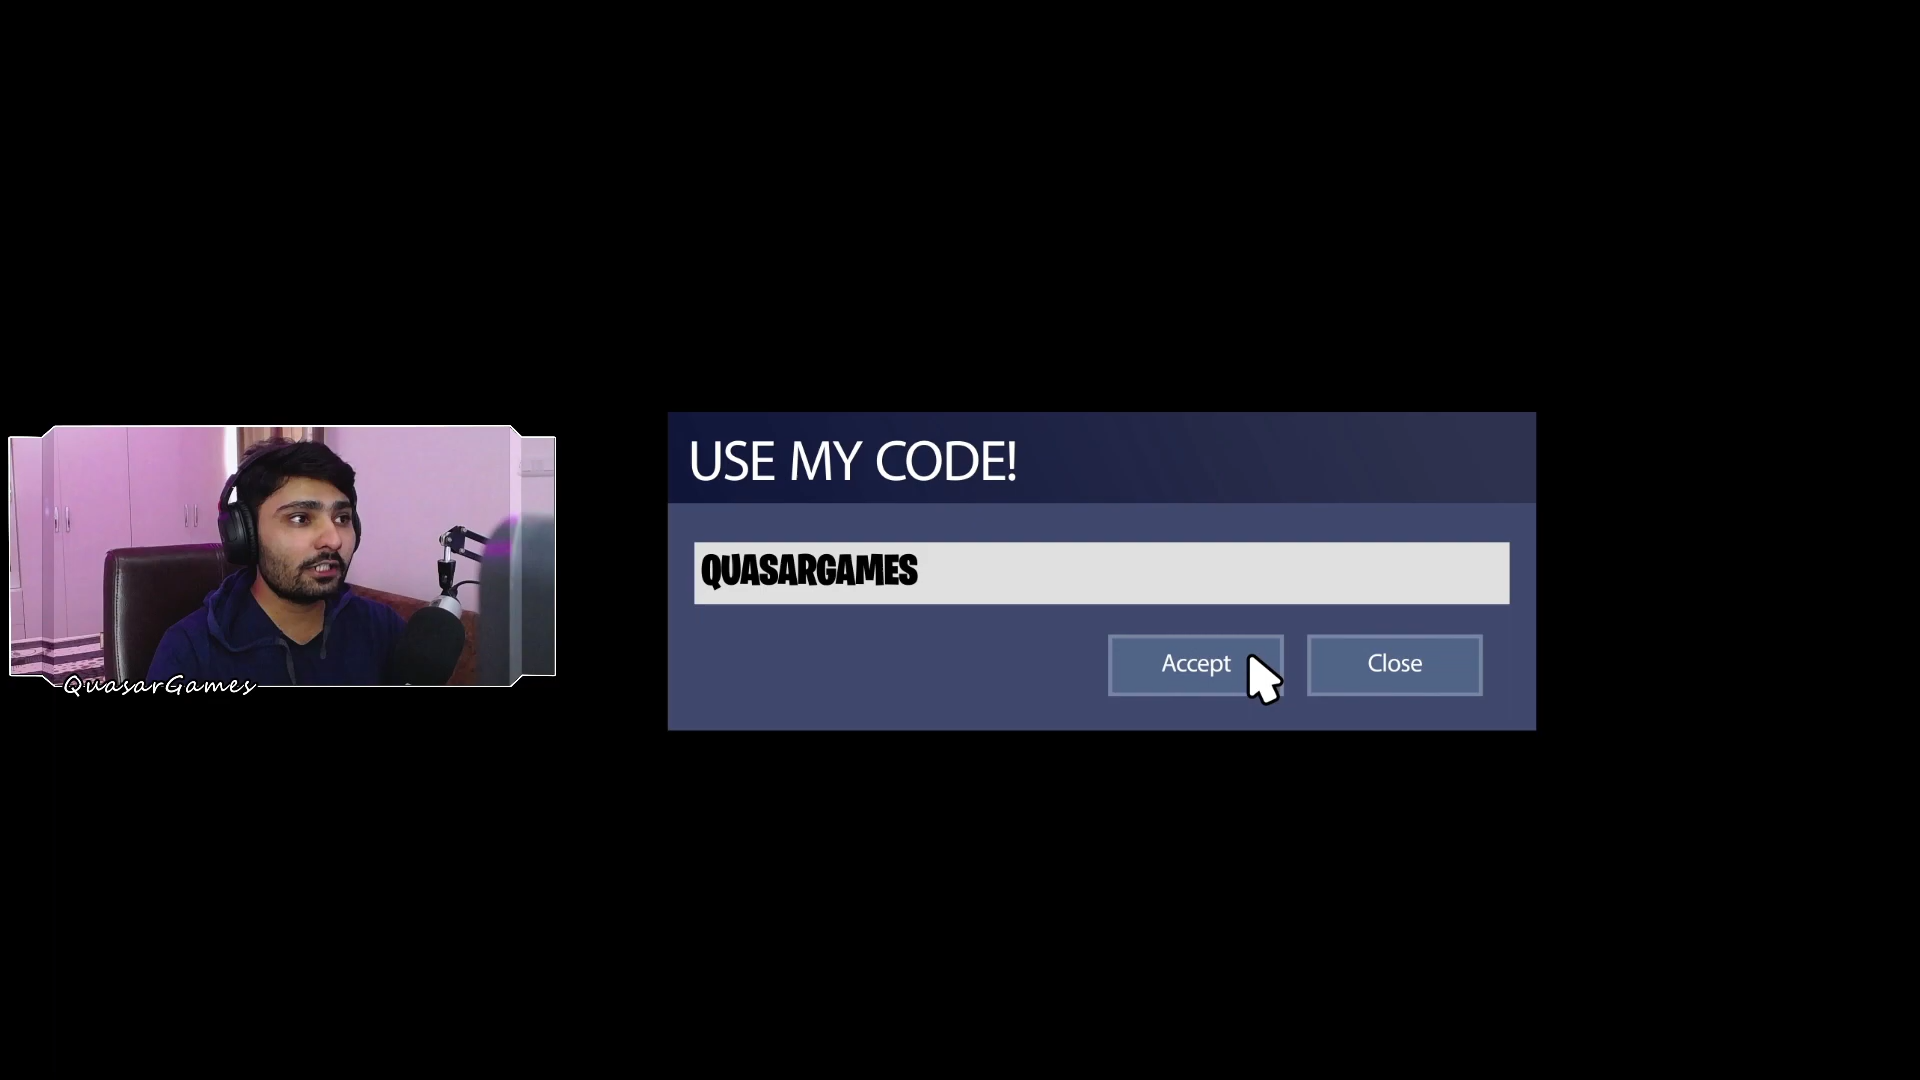 USE MY CODE!
QUASARGAMES
Accept
Close
QuasarGames